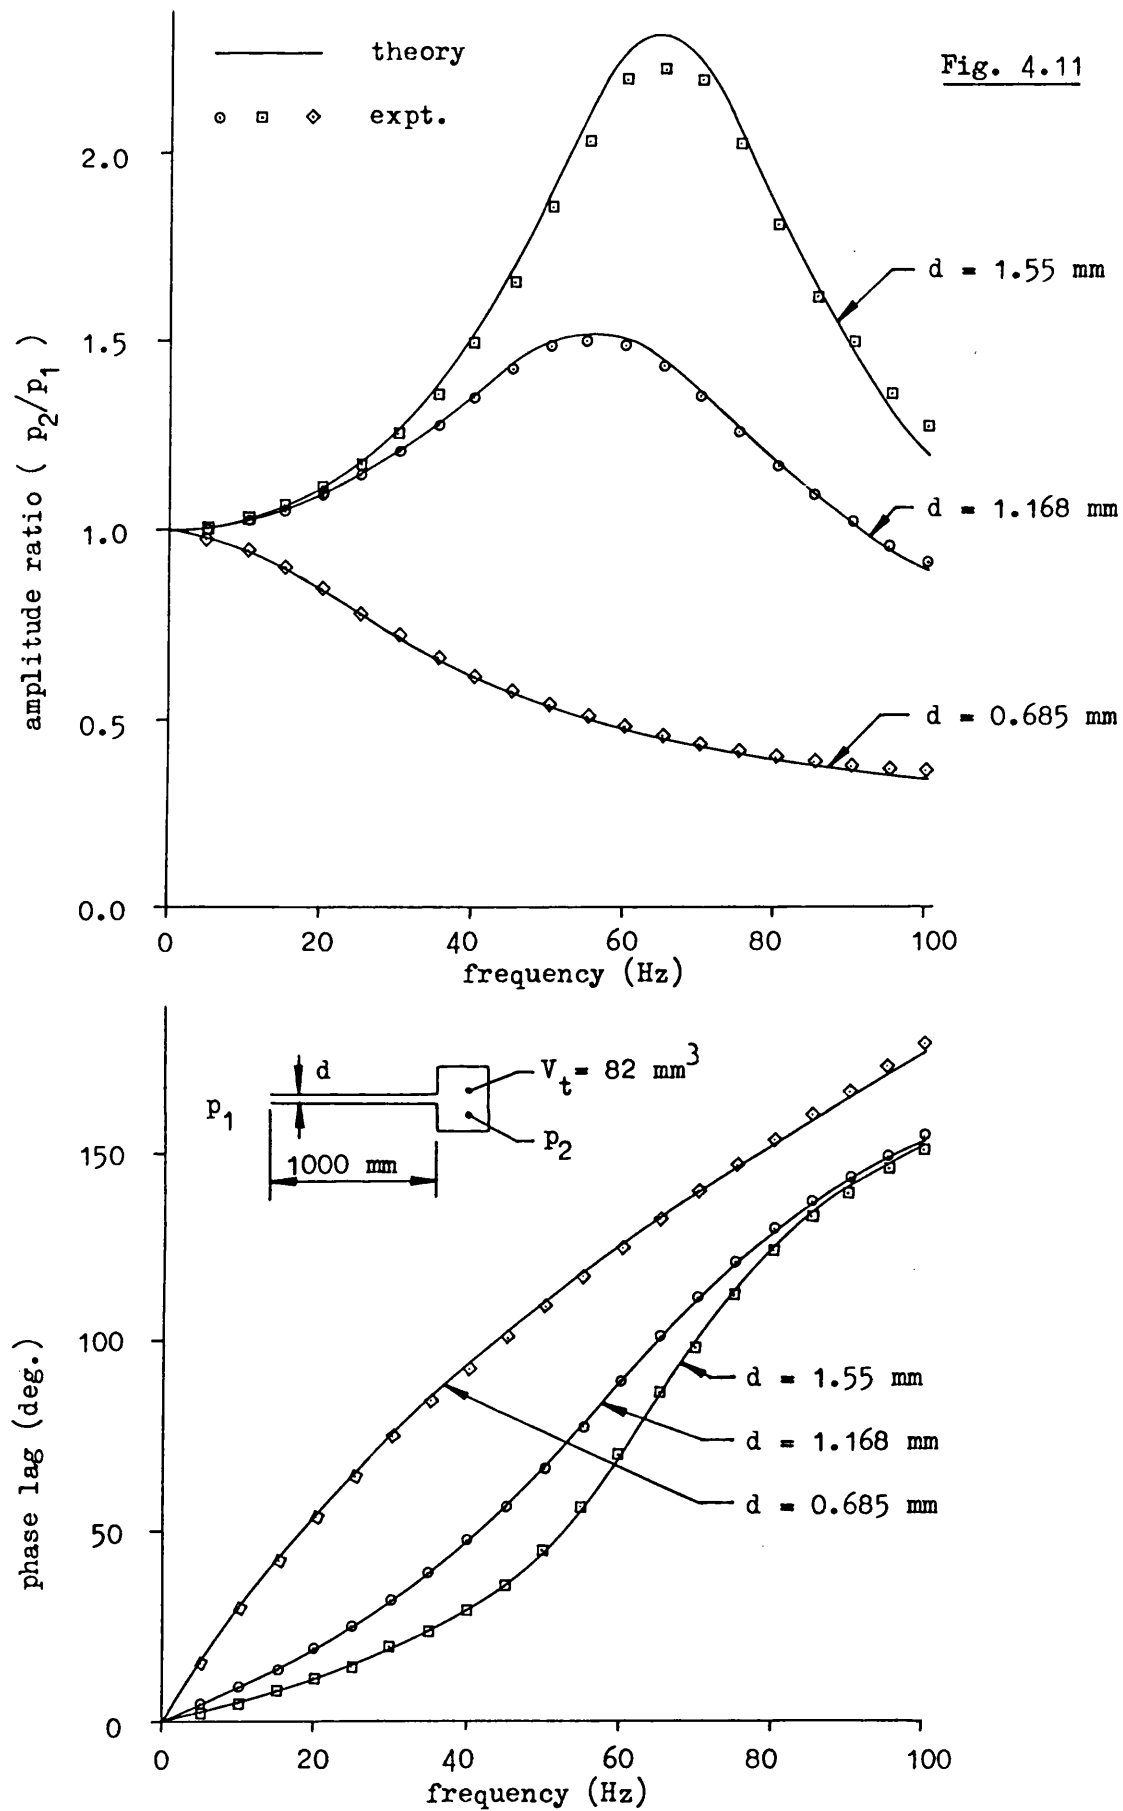 Fig. 4.11
theory
expt.
amplitude ratio ( p2/p1 )
2.0
1.5
1.0
0.5
0.0
d = 1.55 mm
d = 1.168 mm
d = 0.685 mm
0 20 40 60 80 100
frequency (Hz)
phase lag (deg.)
150
100
50
0
d
p1
Vt = 82 mm3
p2
1000 mm
d = 1.55 mm
d = 1.168 mm
d = 0.685 mm
0 20 40 60 80 100
frequency (Hz)